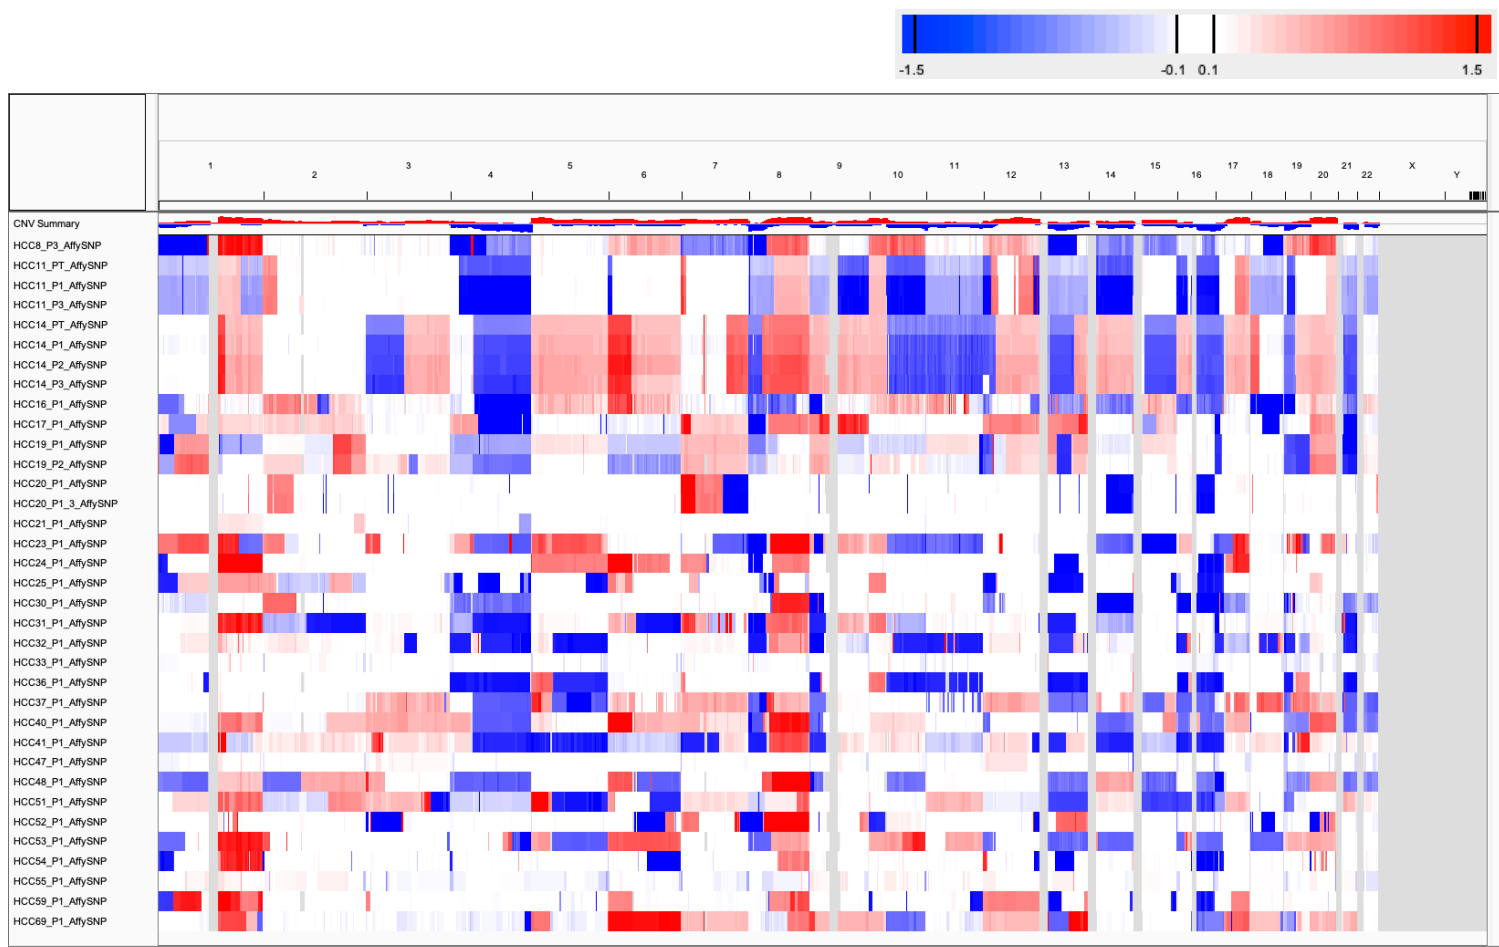 -1.5 -0.1 0.1 1.5
1 2 3 4 5 6 7 8 9 10 11 12 13 14 15 16 17 18 19 20 21 22 X Y
CNV Summary
HCC8_P3_AffySNP
HCC11_PT_AffySNP
HCC11_P1_AffySNP
HCC11_P3_AffySNP
HCC14_PT_AffySNP
HCC14_P1_AffySNP
HCC14_P2_AffySNP
HCC14_P3_AffySNP
HCC16_P1_AffySNP
HCC17_P1_AffySNP
HCC19_P1_AffySNP
HCC19_P2_AffySNP
HCC20_P1_AffySNP
HCC20_P1_3_AffySNP
HCC21_P1_AffySNP
HCC23_P1_AffySNP
HCC24_P1_AffySNP
HCC25_P1_AffySNP
HCC30_P1_AffySNP
HCC31_P1_AffySNP
HCC32_P1_AffySNP
HCC33_P1_AffySNP
HCC36_P1_AffySNP
HCC37_P1_AffySNP
HCC40_P1_AffySNP
HCC41_P1_AffySNP
HCC47_P1_AffySNP
HCC48_P1_AffySNP
HCC51_P1_AffySNP
HCC52_P1_AffySNP
HCC53_P1_AffySNP
HCC54_P1_AffySNP
HCC55_P1_AffySNP
HCC59_P1_AffySNP
HCC69_P1_AffySNP